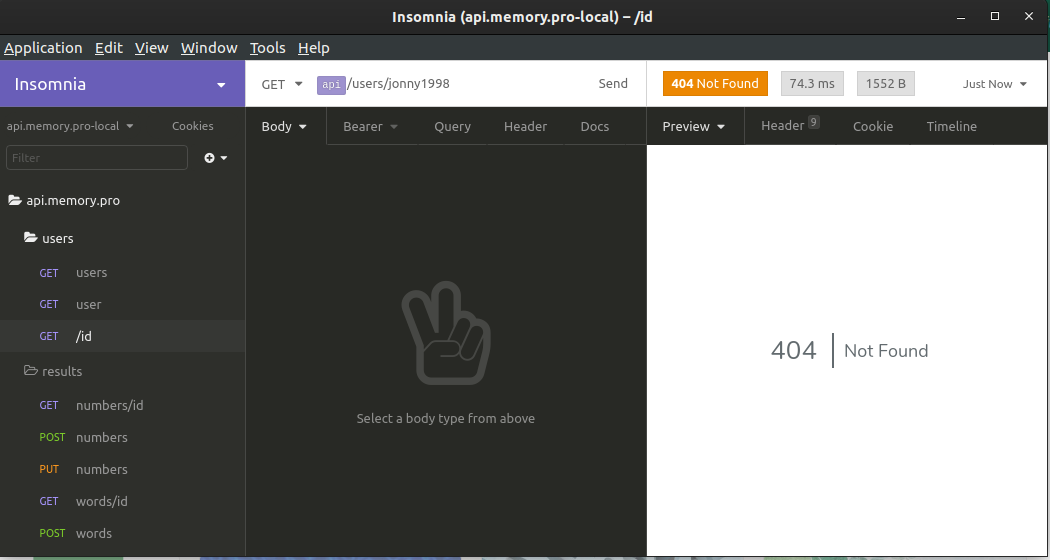 Insomnia (api.memory.pro-local) – /id
Application Edit View Window Tools Help
Insomnia
GET api /users/jonny1998 Send
404 Not Found 74.3 ms 1552 B Just Now
api.memory.pro-local Cookies
Body Bearer Query Header Docs
Preview Header 9 Cookie Timeline
Filter
api.memory.pro
users
GET users
GET user
GET /id
results
GET numbers/id
POST numbers
PUT numbers
GET words/id
POST words
Select a body type from above
404 Not Found